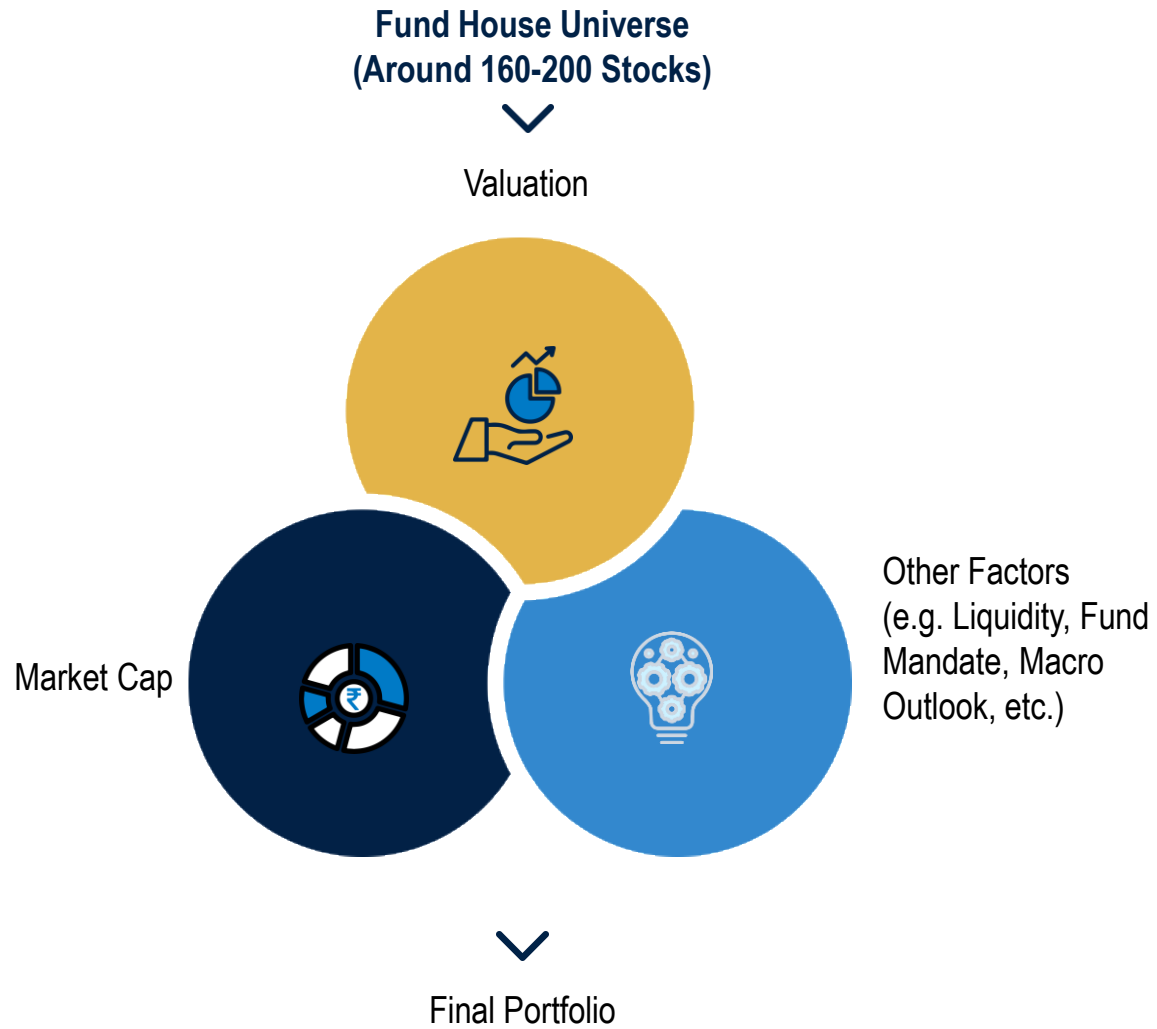 Fund House Universe
(Around 160-200 Stocks)
Valuation
Market Cap
₹
Other Factors
(e.g. Liquidity, Fund
Mandate, Macro
Outlook, etc.)
Final Portfolio